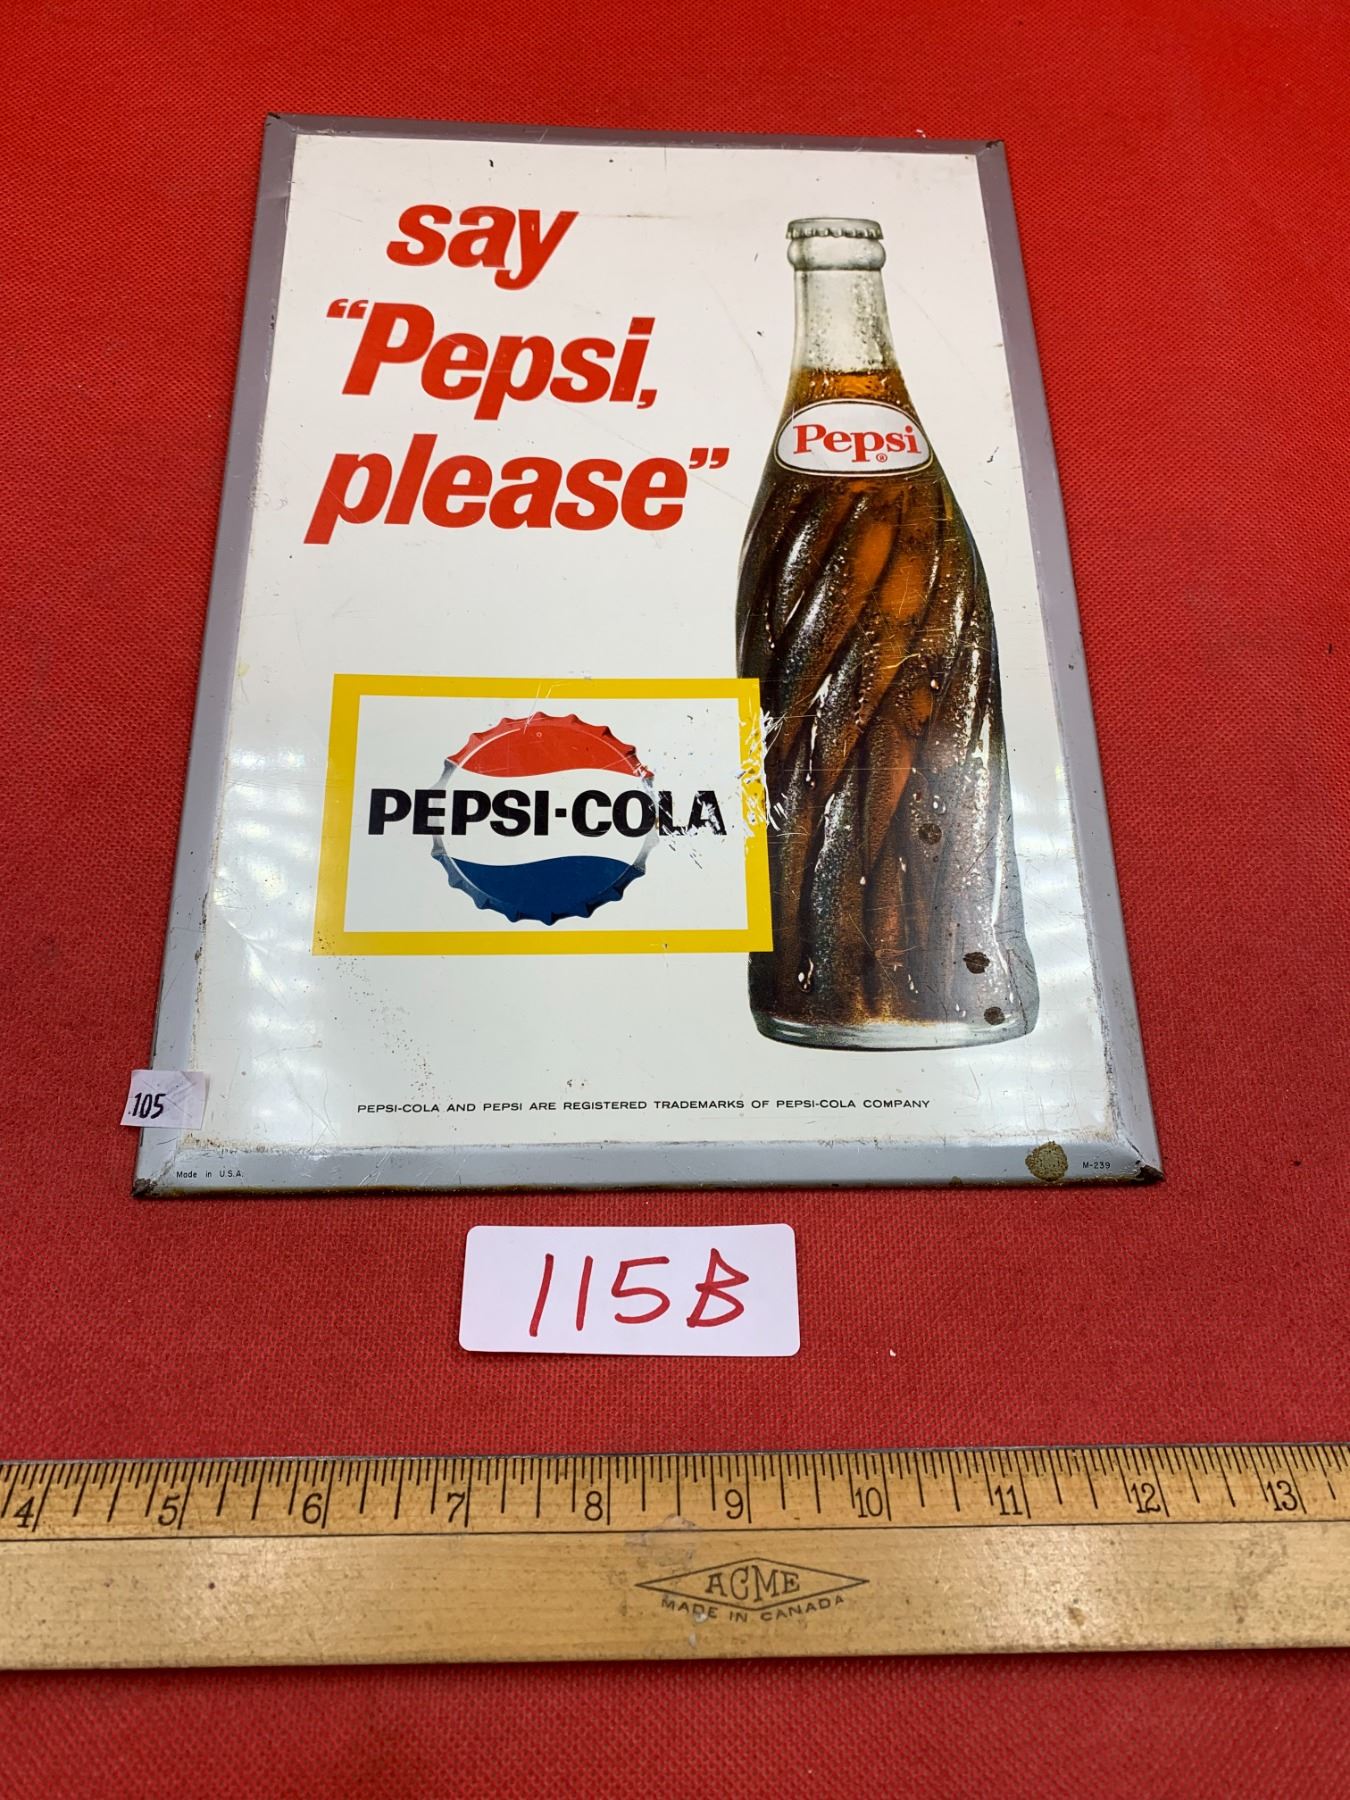 say
“Pepsi,
please”
Pepsi
®
PEPSI-COLA
105
PEPSI-COLA AND PEPSI ARE REGISTERED TRADEMARKS OF PEPSI-COLA COMPANY
Made in U.S.A.
M-239
115B
4 5 6 7 8 9 10 11 12 13
ACME
MADE IN CANADA